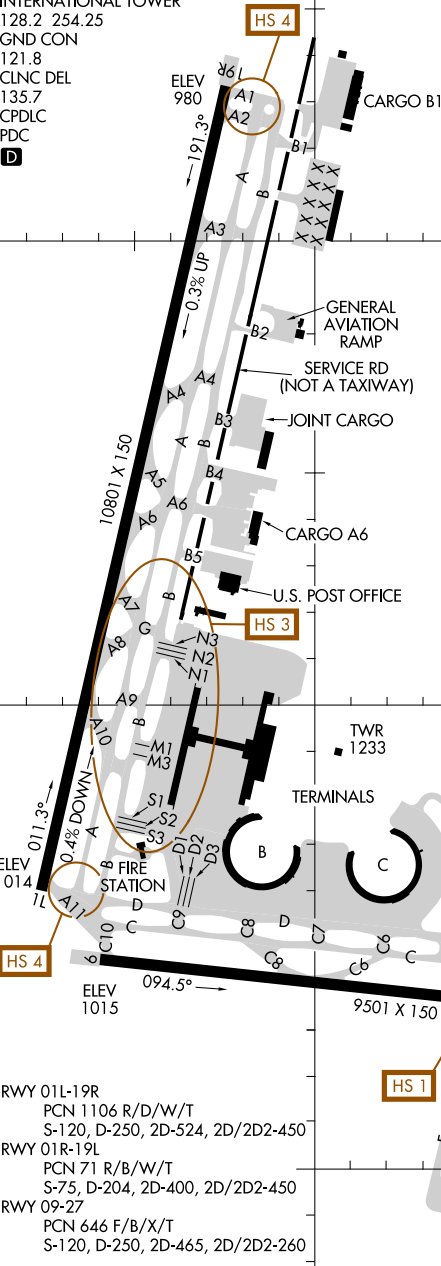 INTERNATIONAL TOWER
128.2 254.25
GND CON
121.8
CLNC DEL
135.7
CPDLC
PDC
D
HS 4
ELEV
980
19R
A1
A2
CARGO B1
191.3°
B1
A
B
X X
X X
X X
X X
X X
A3
0.3% UP
GENERAL
AVIATION
RAMP
B2
SERVICE RD
(NOT A TAXIWAY)
A4
A4
B3
JOINT CARGO
A
B
10801 X 150
A5
B4
A6
A6
CARGO A6
B5
U.S. POST OFFICE
A7
B
HS 3
G
A8
N3
N2
N1
A9
A10
B
M1
M3
TWR
1233
TERMINALS
011.3°
0.4% DOWN
S1
S2
S3
A
B
D1
D2
D3
B
C
ELEV
014
1L
FIRE
STATION
A11
D
C
C9
C8
D
C7
C6
C
C10
HS 4
9
C8
C6
ELEV
1015
094.5°
9501 X 150
HS 1
RWY 01L-19R
PCN 1106 R/D/W/T
S-120, D-250, 2D-524, 2D/2D2-450
RWY 01R-19L
PCN 71 R/B/W/T
S-75, D-204, 2D-400, 2D/2D2-450
RWY 09-27
PCN 646 F/B/X/T
S-120, D-250, 2D-465, 2D/2D2-260